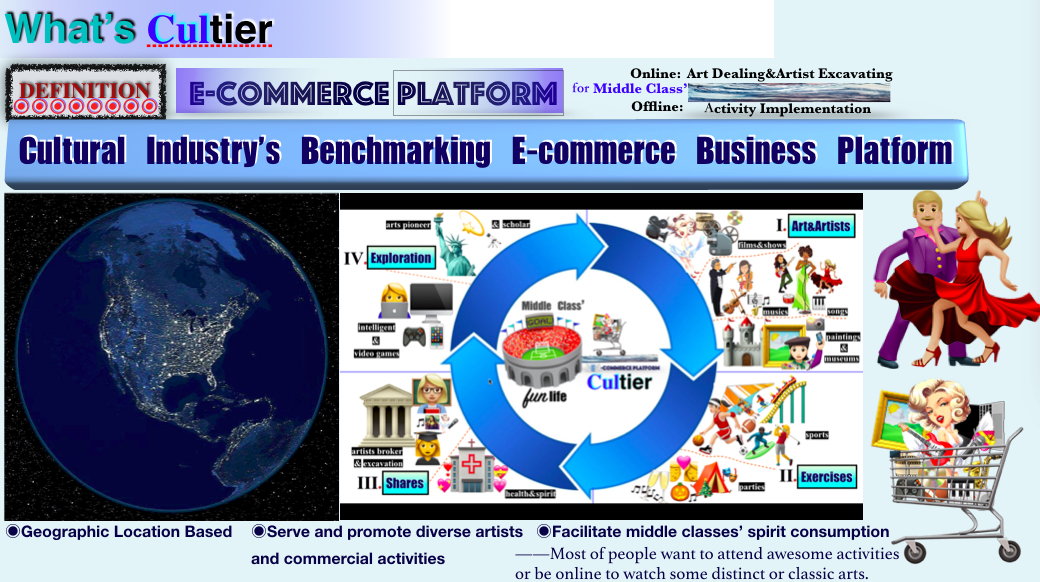 What's Cultier
DEFINITION
E-COMMERCE PLATFORM
for Middle Class'
Online: Art Dealing&Artist Excavating
Offline: Activity Implementation
Cultural Industry's Benchmarking E-commerce Business Platform
arts pioneer & scholar
IV. Exploration
intelligent
&
video games
I. Art&Artists
films&shows
musics
songs
paintings
&
museums
Middle Class'
GOAL
E-COMMERCE PLATFORM
Cultier
fun life
artists broker
& excavation
III. Shares
health&spirit
sports
II. Exercises
parties
◉Geographic Location Based
◉Serve and promote diverse artists
and commercial activities
◉Facilitate middle classes' spirit consumption
——Most of people want to attend awesome activities
or be online to watch some distinct or classic arts.